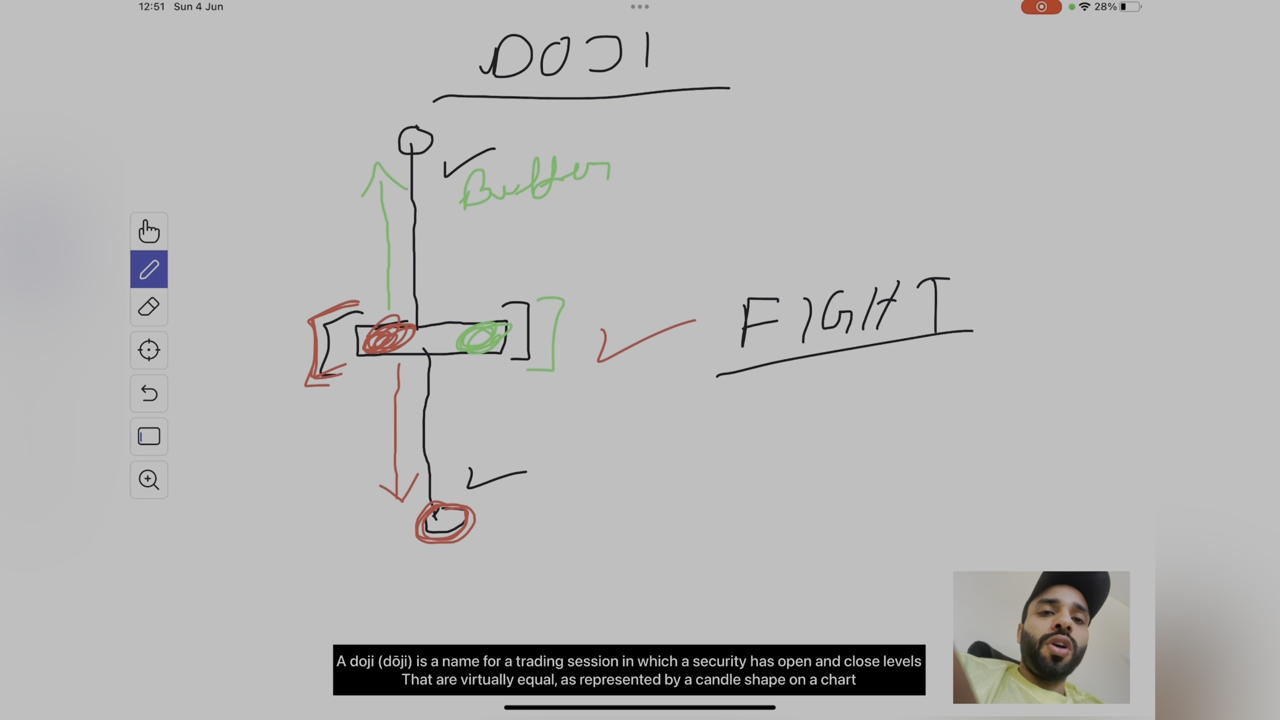 12:51 Sun 4 Jun
28%
DOJI
FIGHT
A doji (dōji) is a name for a trading session in which a security has open and close levels
That are virtually equal, as represented by a candle shape on a chart